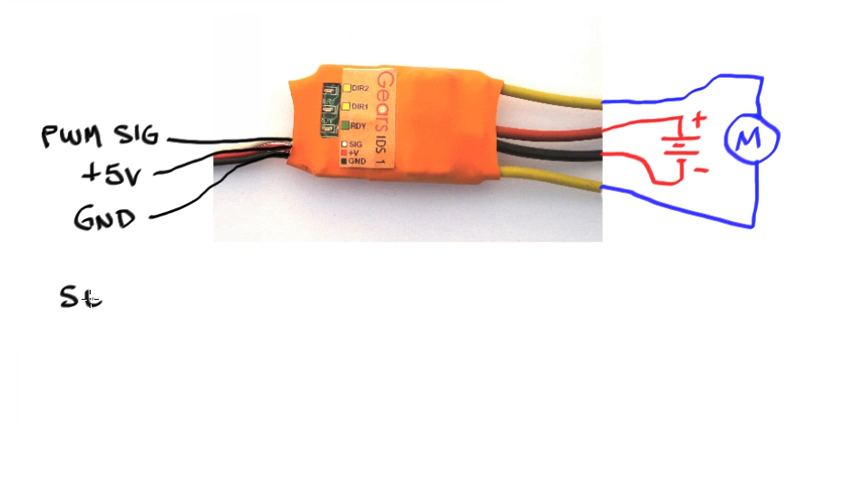 PWM SIG
+5V
GND
DIR2
DIR1
RDY
SIG
+V
GND
Gears IDS 1
+
-
M